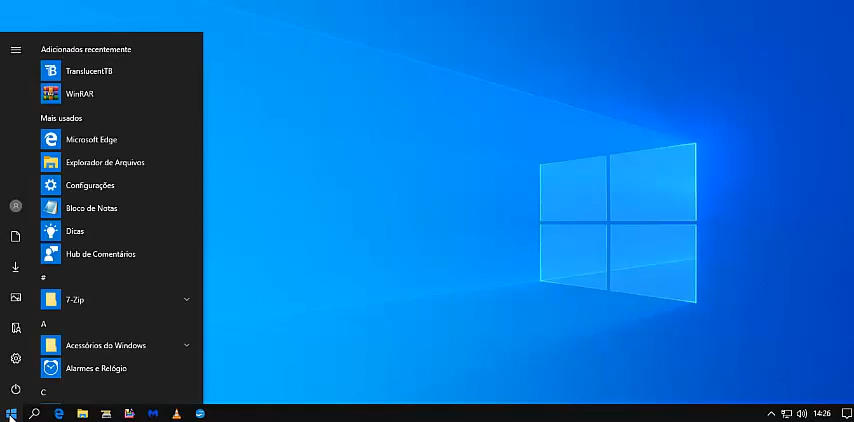 Adicionados recentemente
TranslucentTB
WinRAR
Mais usados
Microsoft Edge
Explorador de Arquivos
Configurações
Bloco de Notas
Dicas
Hub de Comentários
#
7-Zip
A
Acessórios do Windows
Alarmes e Relógio
C
14:26